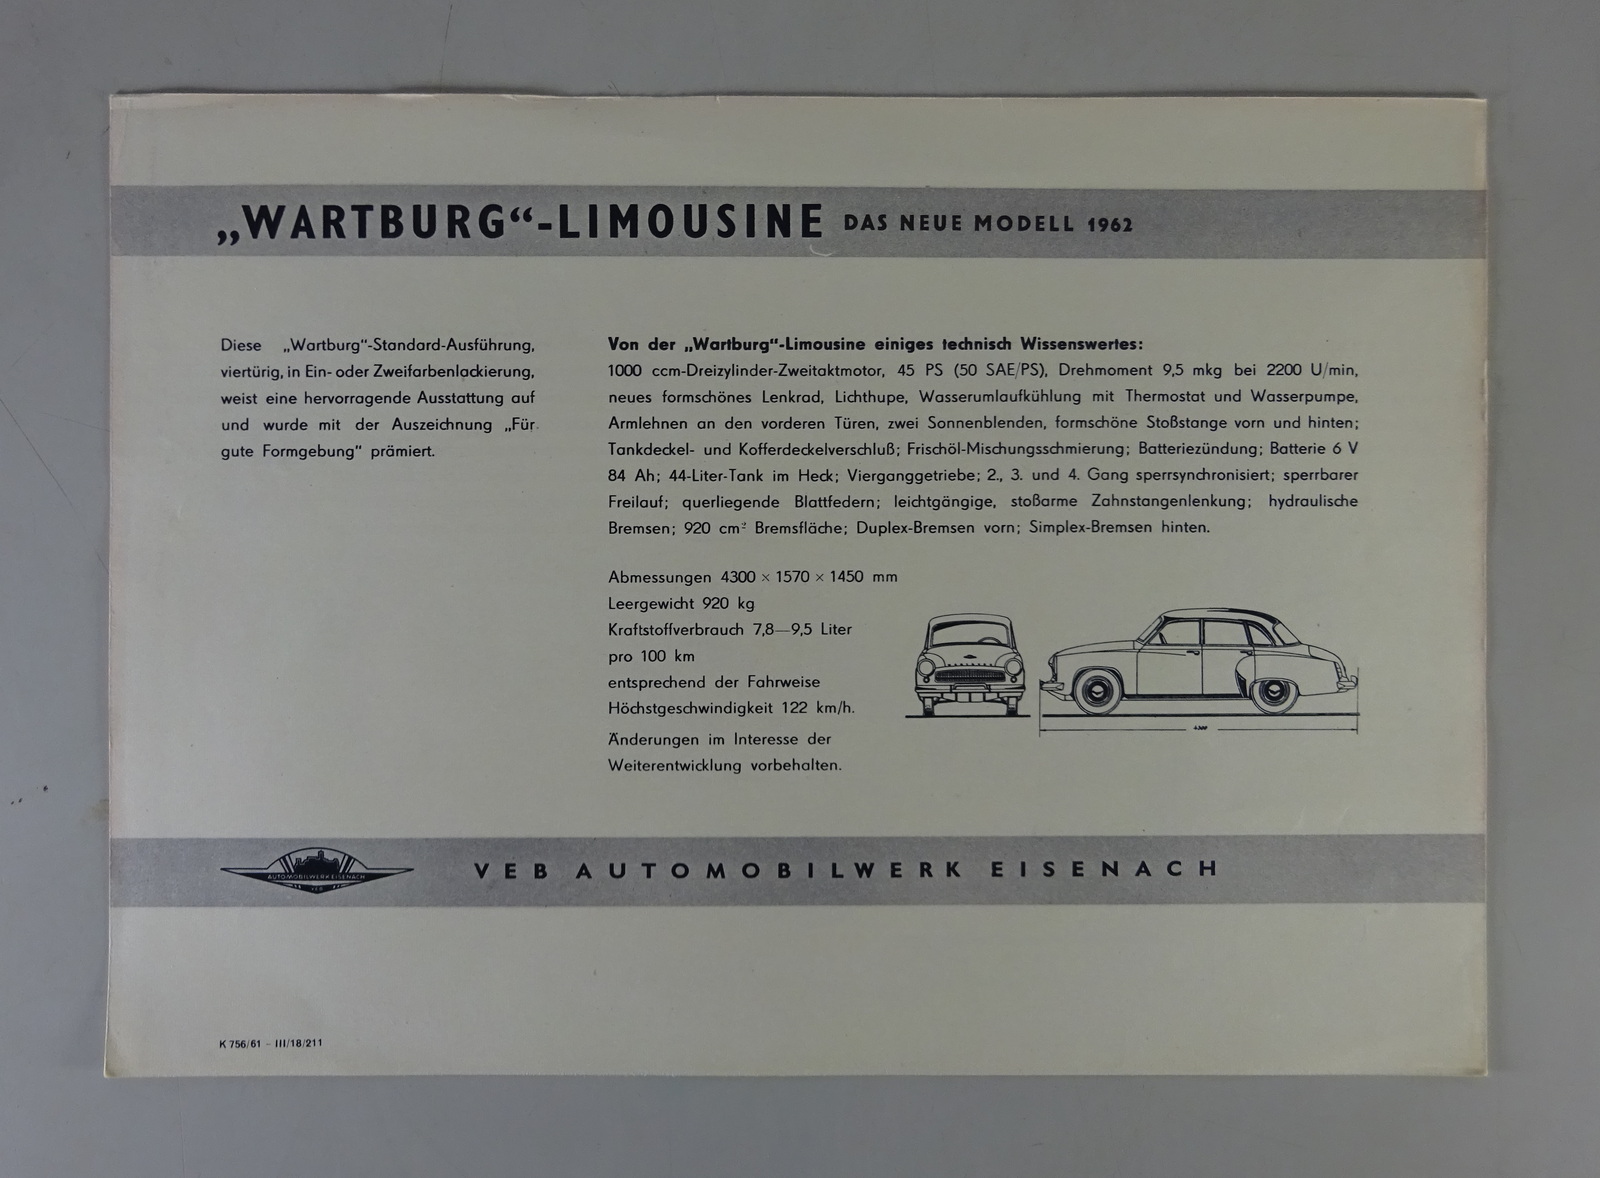 „WARTBURG“-LIMOUSINE DAS NEUE MODELL 1962
Diese „Wartburg“-Standard-Ausführung,
viertürig, in Ein- oder Zweifarbenlackierung,
weist eine hervorragende Ausstattung auf
und wurde mit der Auszeichnung „Für
gute Formgebung“ prämiert.
Von der „Wartburg“-Limousine einiges technisch Wissenswertes:
1000 ccm-Dreizylinder-Zweitaktmotor, 45 PS (50 SAE/PS), Drehmoment 9,5 mkg bei 2200 U/min,
neues formschönes Lenkrad, Lichthupe, Wasserumlaufkühlung mit Thermostat und Wasserpumpe,
Armlehnen an den vorderen Türen, zwei Sonnenblenden, formschöne Stoßstange vorn und hinten;
Tankdeckel- und Kofferdeckelverschluß; Frischöl-Mischungsschmierung; Batteriezündung; Batterie 6 V
84 Ah; 44-Liter-Tank im Heck; Vierganggetriebe; 2., 3. und 4. Gang sperrsynchronisiert; sperrbarer
Freilauf; querliegende Blattfedern; leichtgängige, stoßarme Zahnstangenlenkung; hydraulische
Bremsen; 920 cm² Bremsfläche; Duplex-Bremsen vorn; Simplex-Bremsen hinten.
Abmessungen 4300 × 1570 × 1450 mm
Leergewicht 920 kg
Kraftstoffverbrauch 7,8—9,5 Liter
pro 100 km
entsprechend der Fahrweise
Höchstgeschwindigkeit 122 km/h.
Änderungen im Interesse der
Weiterentwicklung vorbehalten.
AUTOMOBILWERK EISENACH
VEB
VEB AUTOMOBILWERK EISENACH
K 756/61 - III/18/211